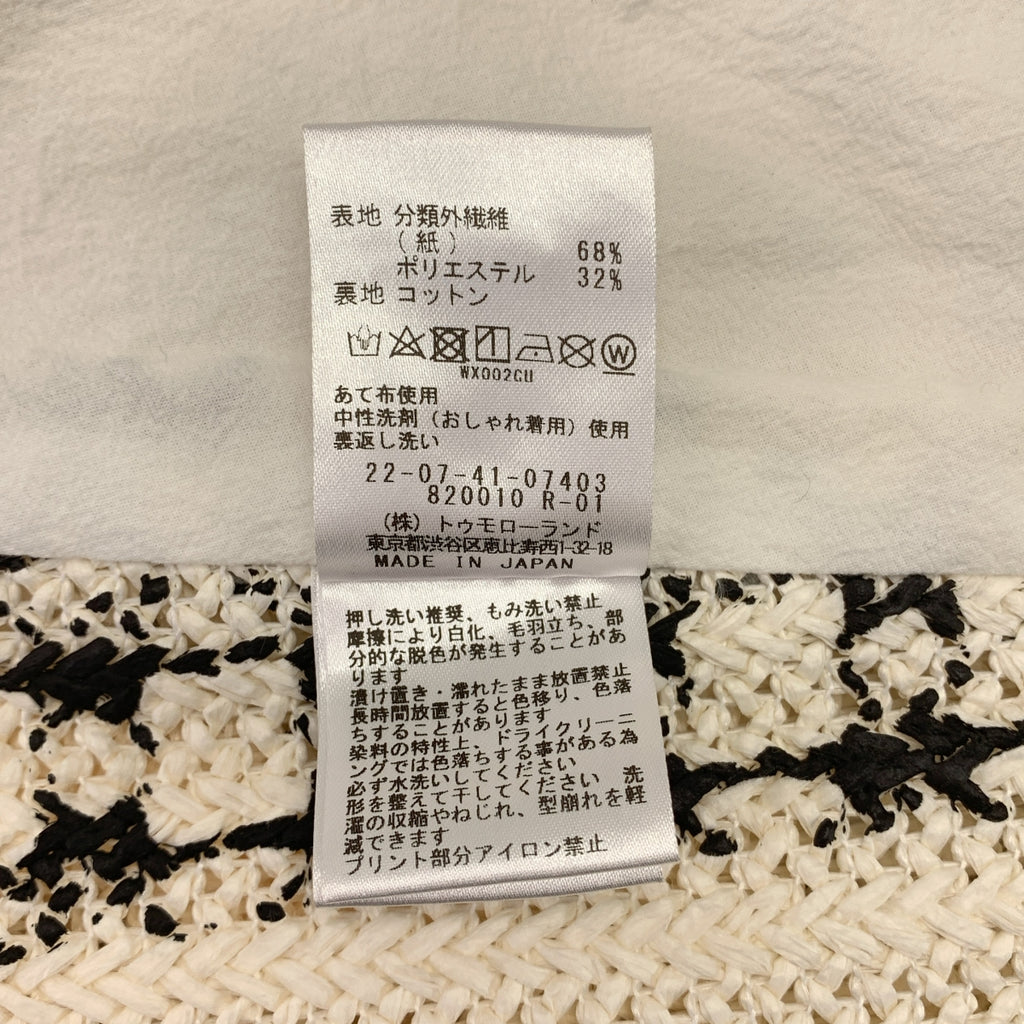 表地 分類外繊維
(紙) 68%
ポリエステル 32%
裏地 コットン
W
WX002CU
あて布使用
中性洗剤（おしゃれ着用）使用
裏返し洗い
22-07-41-07403
820010 R-01
(株) トゥモローランド
東京都渋谷区恵比寿西1-32-18
MADE IN JAPAN
押し洗い推奨、もみ洗い禁止
摩擦により白化、毛羽立ち、部
分的な脱色が発生することがあ
ります
漬け置き・濡れたまま放置禁止
長時間放置すると色移り、色落
ちすることがあります
染料の特性上、ドライクリーニ
ングでは色落ちする事がある為
必ず水洗いしてください
形を整えて干してください 洗
濯の収縮やねじれ、型崩れを軽
減できます
プリント部分アイロン禁止